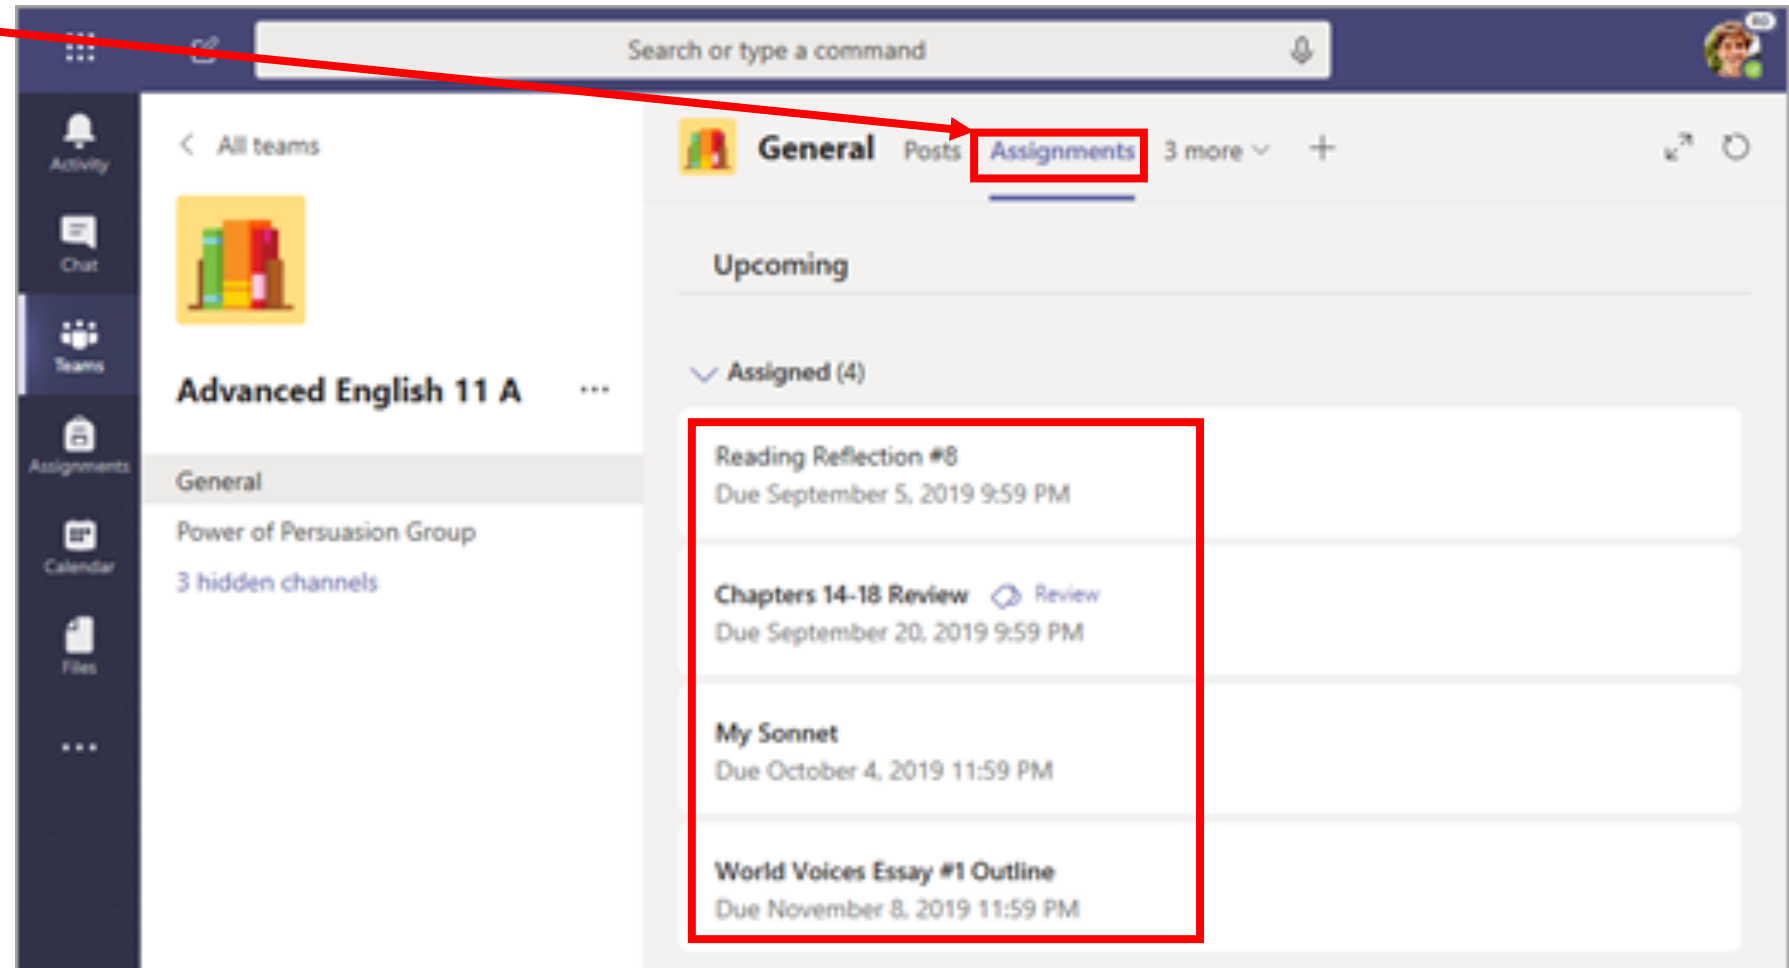 Search or type a command
Activity
Chat
Teams
Assignments
Calendar
Files
All teams
Advanced English 11 A
General
Power of Persuasion Group
3 hidden channels
General Posts Assignments 3 more
Upcoming
Assigned (4)
Reading Reflection #8
Due September 5, 2019 9:59 PM
Chapters 14-18 Review Review
Due September 20, 2019 9:59 PM
My Sonnet
Due October 4, 2019 11:59 PM
World Voices Essay #1 Outline
Due November 8, 2019 11:59 PM